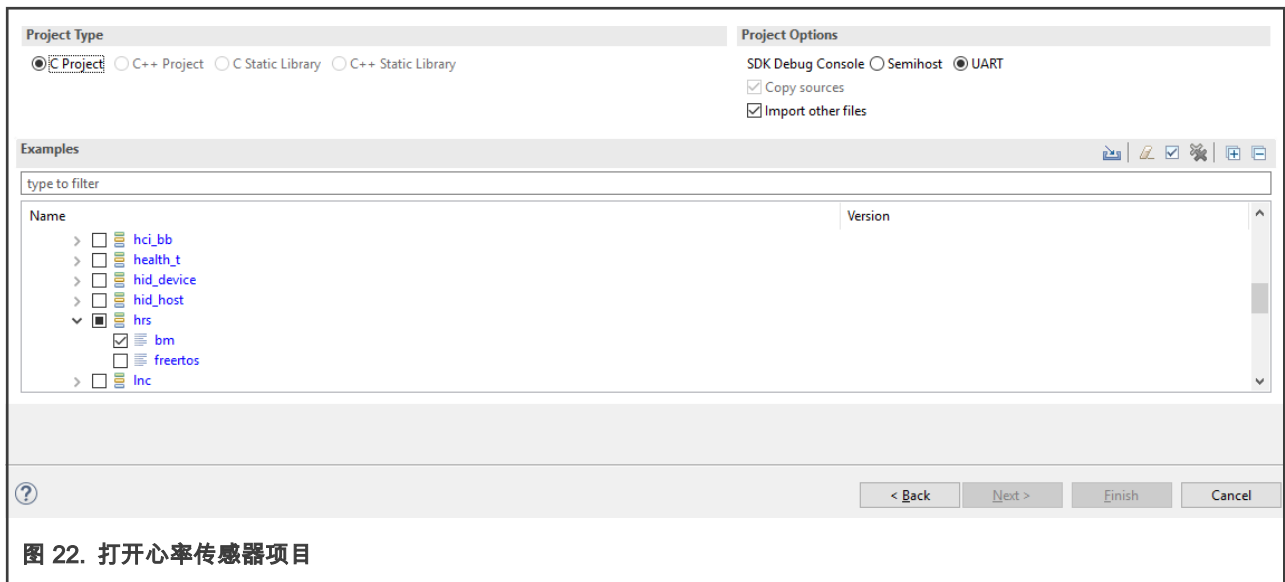 Project Type
Project Options
C Project C++ Project C Static Library C++ Static Library
SDK Debug Console Semihost UART
Copy sources
Import other files
Examples
type to filter
Name Version
hci_bb
health_t
hid_device
hid_host
hrs
bm
freertos
lnc
?
< Back Next > Finish Cancel
图 22. 打开心率传感器项目